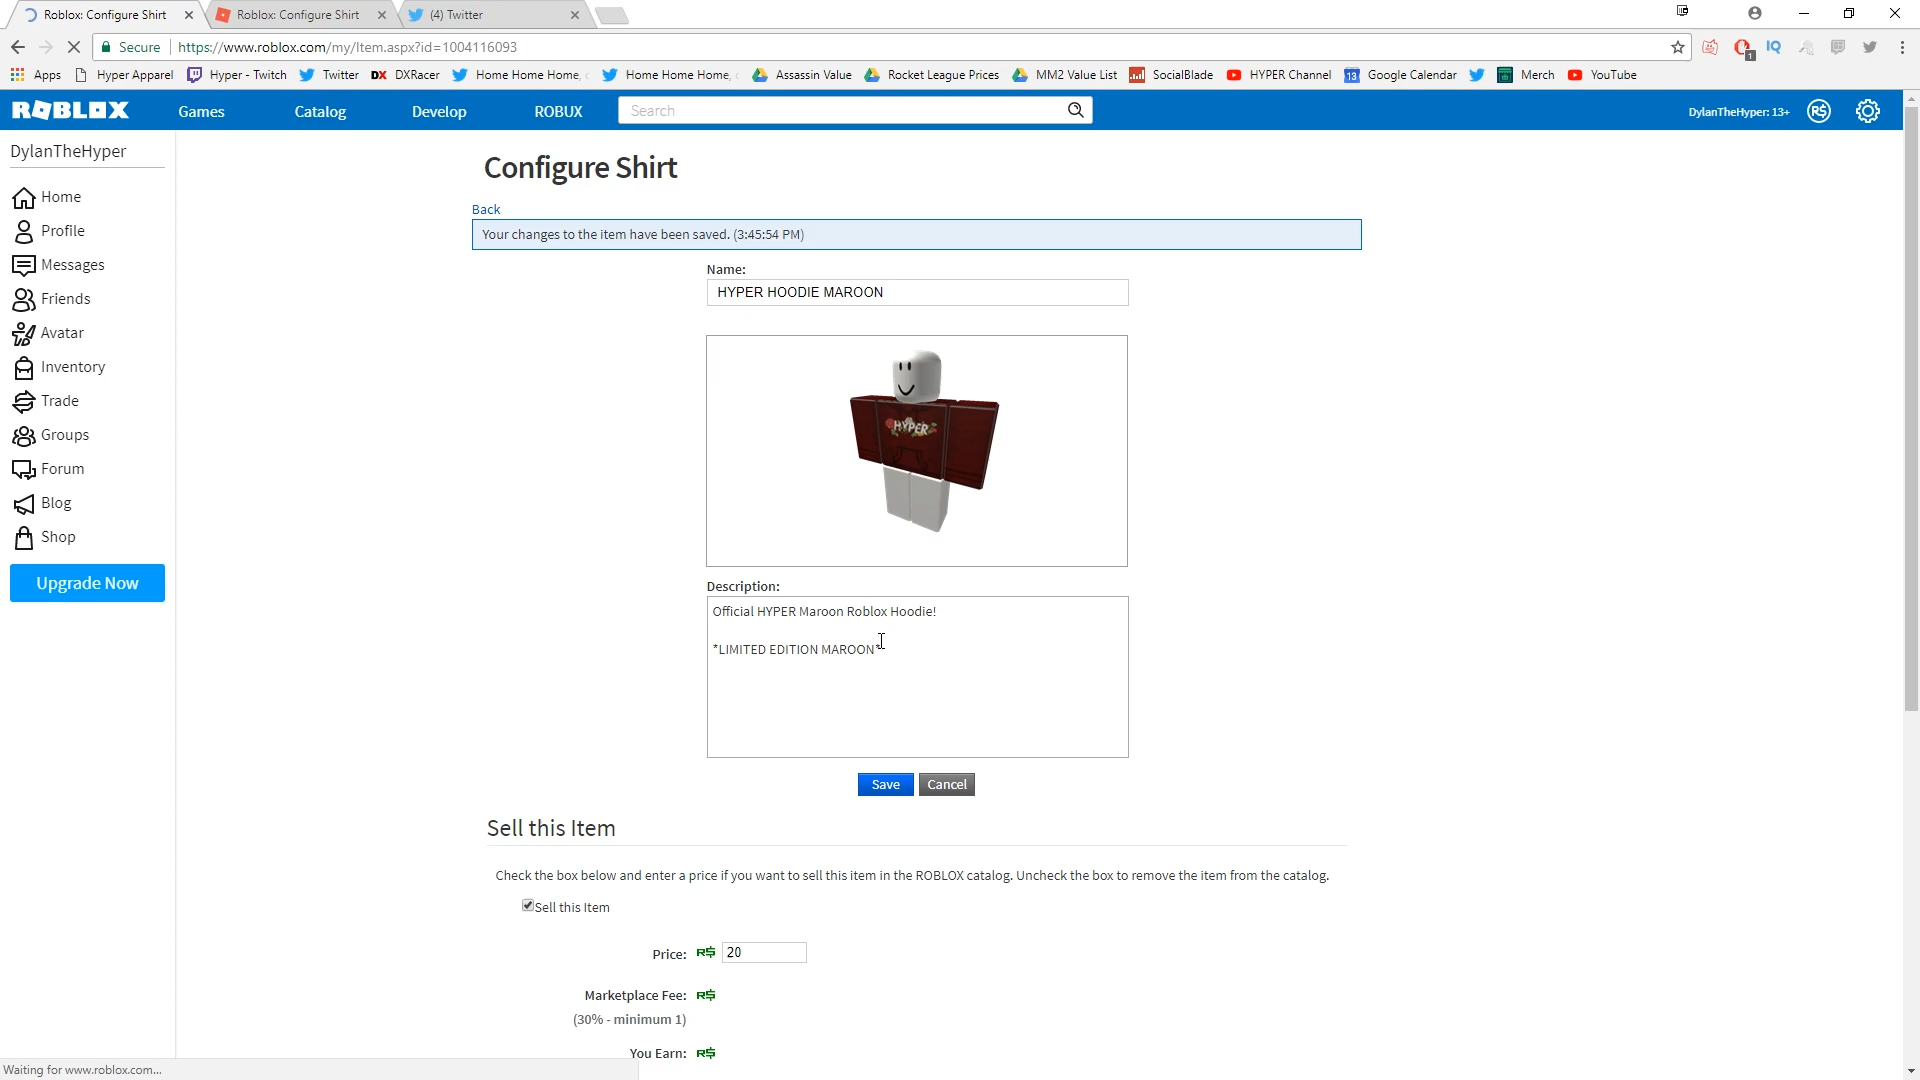 Roblox: Configure Shirt
Roblox: Configure Shirt
(4) Twitter
Secure
https://www.roblox.com/my/Item.aspx?id=1004116093
1
IQ
Apps
Hyper Apparel
Hyper - Twitch
Twitter
DX DXRacer
Home Home Home,
Home Home Home,
Assassin Value
Rocket League Prices
MM2 Value List
SocialBlade
HYPER Channel
13 Google Calendar
Merch
YouTube
ROBLOX
Games
Catalog
Develop
ROBUX
Search
DylanTheHyper: 13+
R$
DylanTheHyper
Home
Profile
Messages
Friends
Avatar
Inventory
Trade
Groups
Forum
Blog
Shop
Upgrade Now
Configure Shirt
Back
Your changes to the item have been saved. (3:45:54 PM)
Name:
HYPER HOODIE MAROON
HYPER
Description:
Official HYPER Maroon Roblox Hoodie!
*LIMITED EDITION MAROON*
Save
Cancel
Sell this Item
Check the box below and enter a price if you want to sell this item in the ROBLOX catalog. Uncheck the box to remove the item from the catalog.
Sell this Item
Price: R$ 20
Marketplace Fee: R$
(30% - minimum 1)
You Earn: R$
Waiting for www.roblox.com...